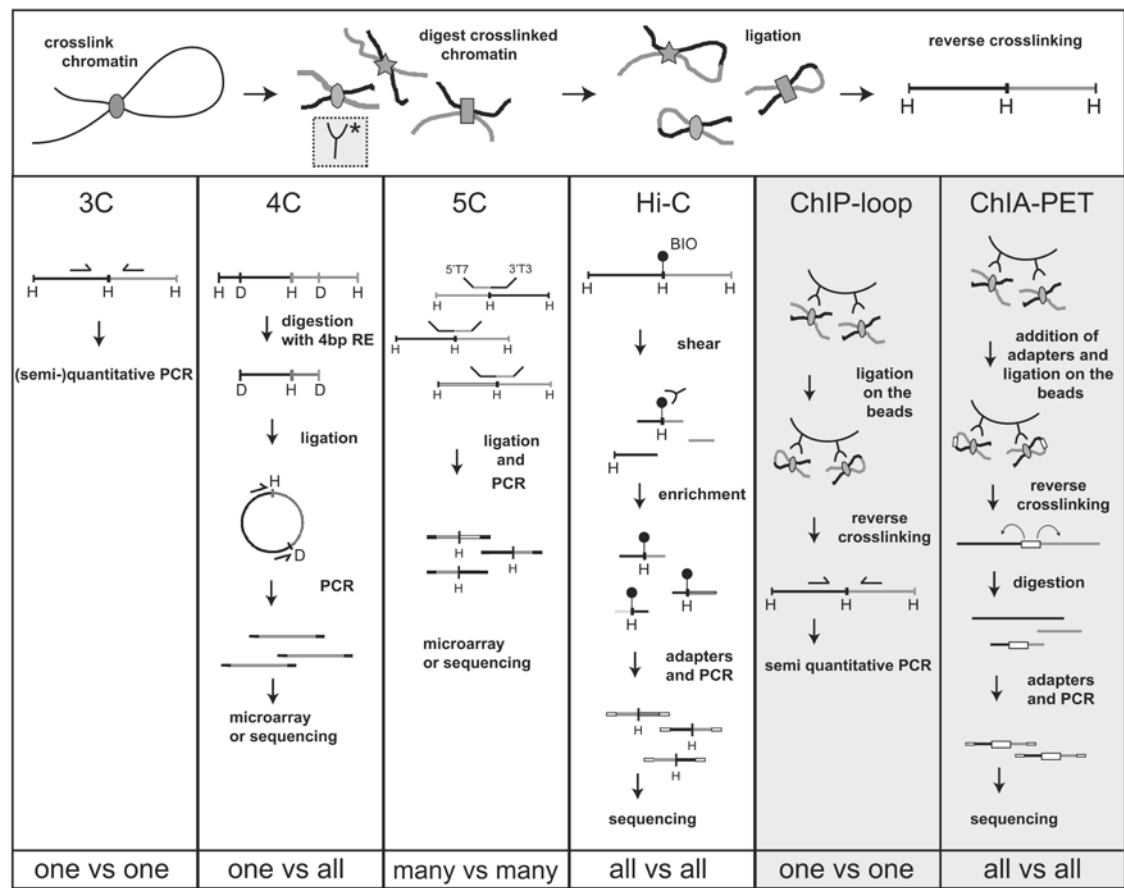 crosslink
chromatin
digest crosslinked
chromatin
ligation
reverse crosslinking
*
H
H
H
3C
H
H
H
(semi-)quantitative PCR
one vs one
4C
H
D
H
D
H
digestion
with 4bp RE
D
H
D
ligation
H
D
PCR
microarray
or sequencing
one vs all
5C
5'T7
3'T3
H
H
H
H
H
H
H
H
H
ligation
and
PCR
H
H
H
microarray
or sequencing
many vs many
Hi-C
BIO
H
H
H
shear
H
H
enrichment
H
H
H
adapters
and PCR
H
H
H
sequencing
all vs all
ChIP-loop
ligation
on the
beads
reverse
crosslinking
H
H
H
semi quantitative PCR
one vs one
ChIA-PET
addition of
adapters and
ligation on the
beads
reverse
crosslinking
digestion
adapters
and PCR
sequencing
all vs all